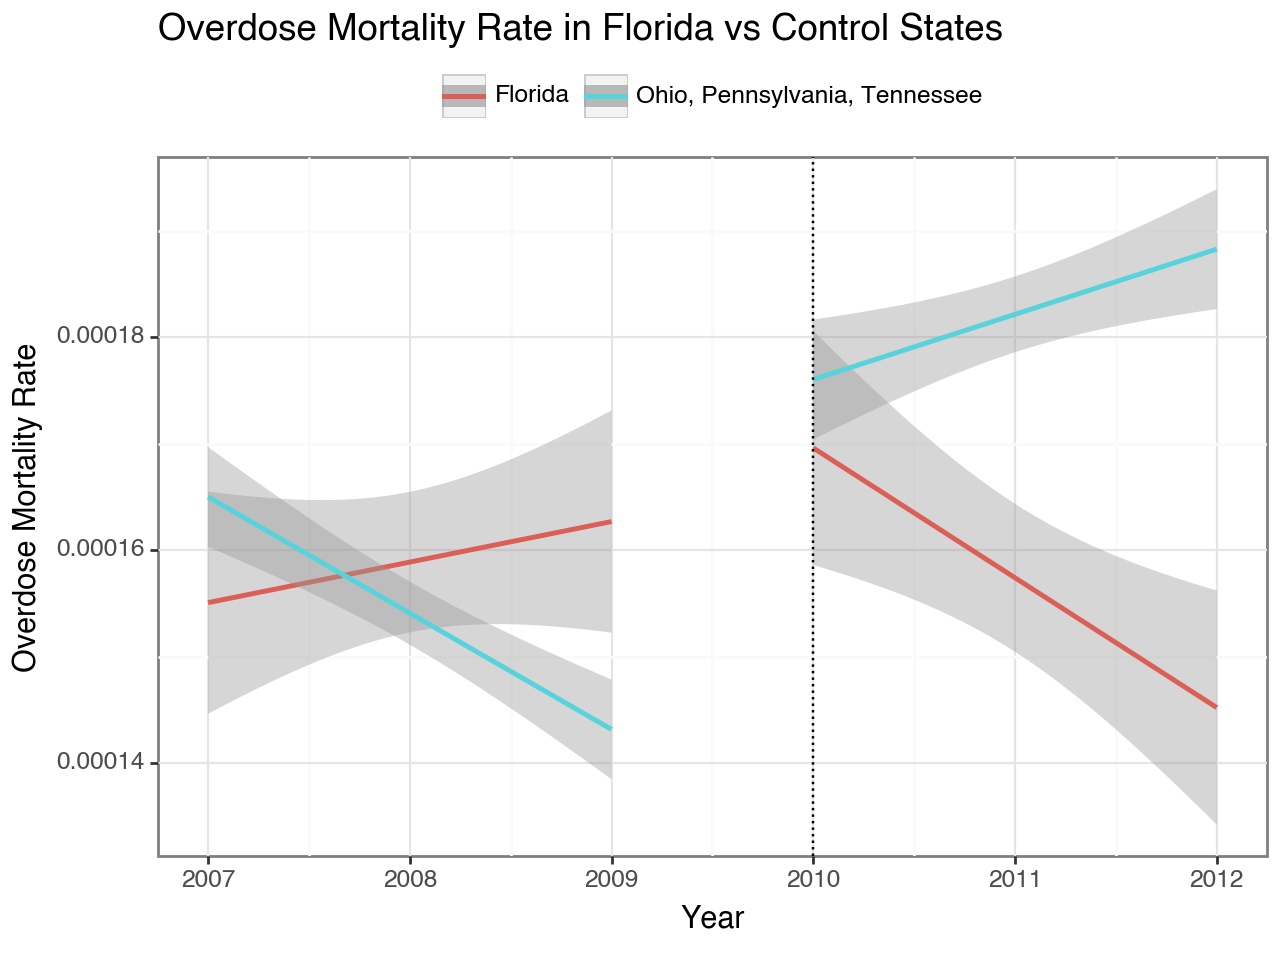 Overdose Mortality Rate in Florida vs Control States
Florida
Ohio, Pennsylvania, Tennessee
Overdose Mortality Rate
0.00018
0.00016
0.00014
2007
2008
2009
2010
2011
2012
Year